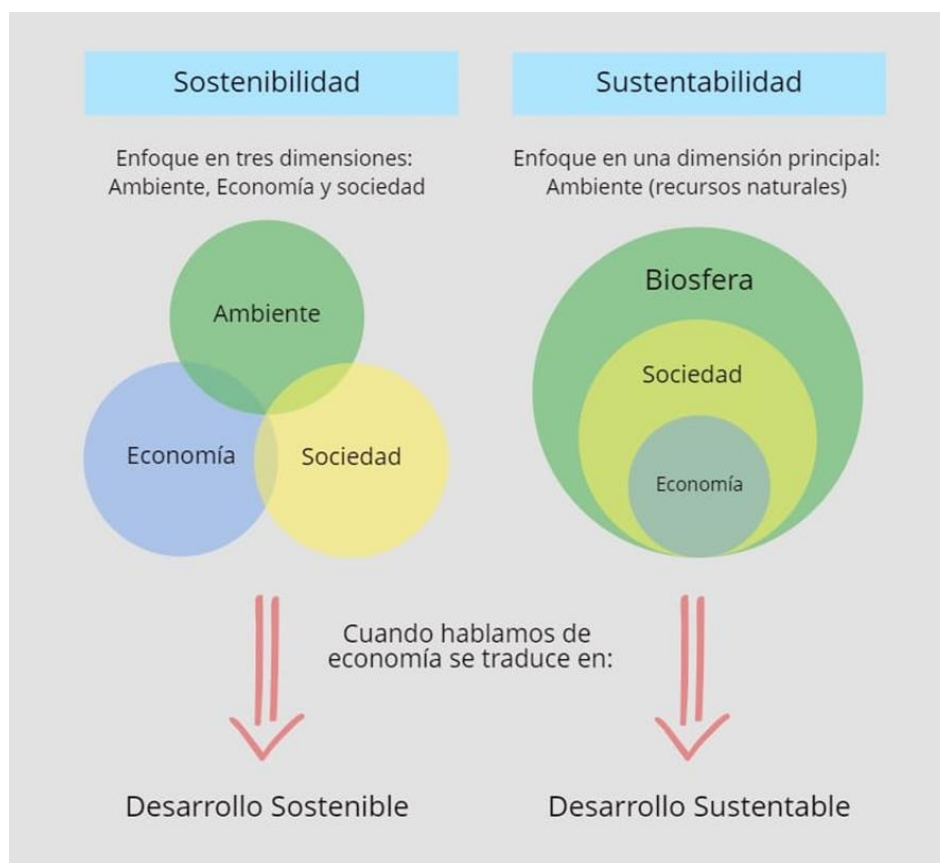 Sostenibilidad
Enfoque en tres dimensiones:
Ambiente, Economía y sociedad
Ambiente
Economía
Sociedad
Sustentabilidad
Enfoque en una dimensión principal:
Ambiente (recursos naturales)
Biosfera
Sociedad
Economía
Cuando hablamos de
economía se traduce en:
Desarrollo Sostenible
Desarrollo Sustentable